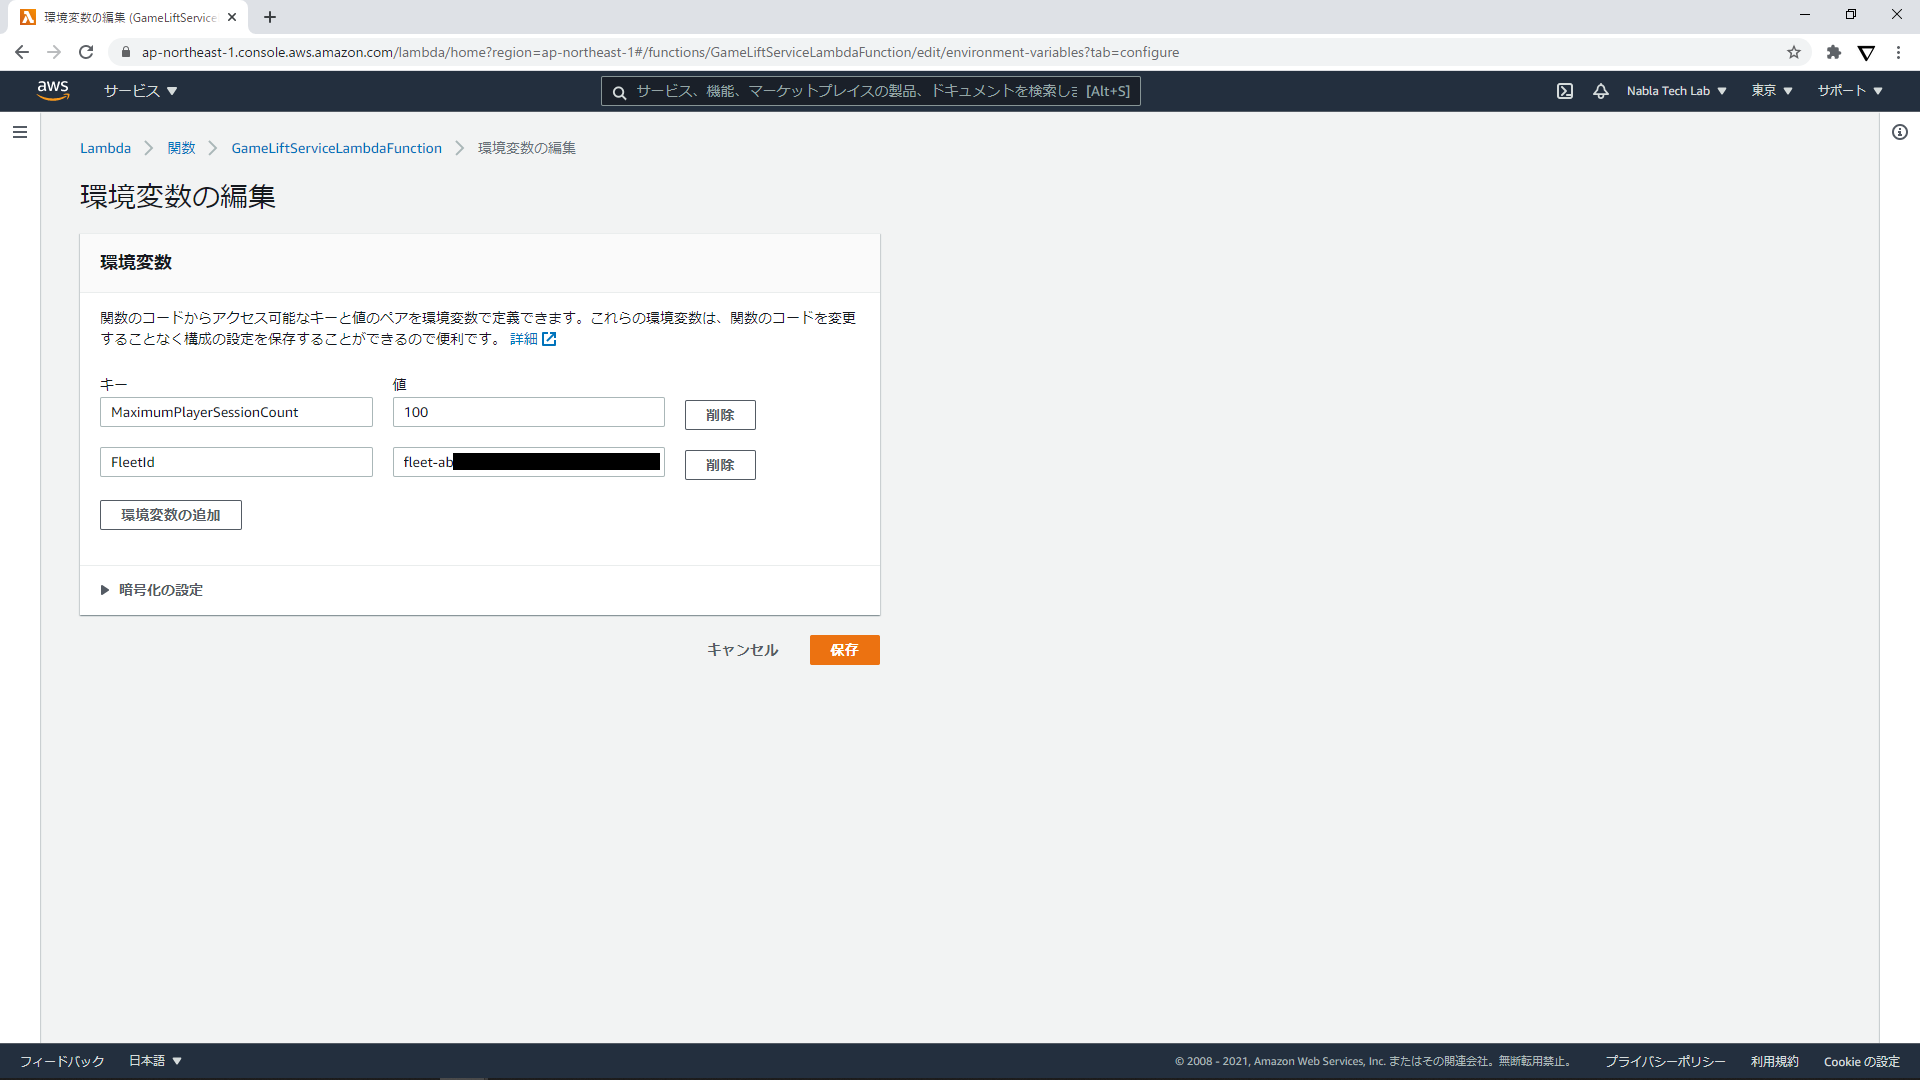 環境変数の編集 (GameLiftService
ap-northeast-1.console.aws.amazon.com/lambda/home?region=ap-northeast-1#/functions/GameLiftServiceLambdaFunction/edit/environment-variables?tab=configure
aws サービス サービス、機能、マーケットプレイスの製品、ドキュメントを検索しま [Alt+S] Nabla Tech Lab 東京 サポート
Lambda 関数 GameLiftServiceLambdaFunction 環境変数の編集
環境変数の編集
環境変数
関数のコードからアクセス可能なキーと値のペアを環境変数で定義できます。これらの環境変数は、関数のコードを変更
することなく構成の設定を保存することができるので便利です。 詳細
キー 値
MaximumPlayerSessionCount 100 削除
FleetId fleet-ab 削除
環境変数の追加
暗号化の設定
キャンセル 保存
フィードバック 日本語 © 2008 - 2021, Amazon Web Services, Inc. またはその関連会社。無断転用禁止。 プライバシーポリシー 利用規約 Cookie の設定